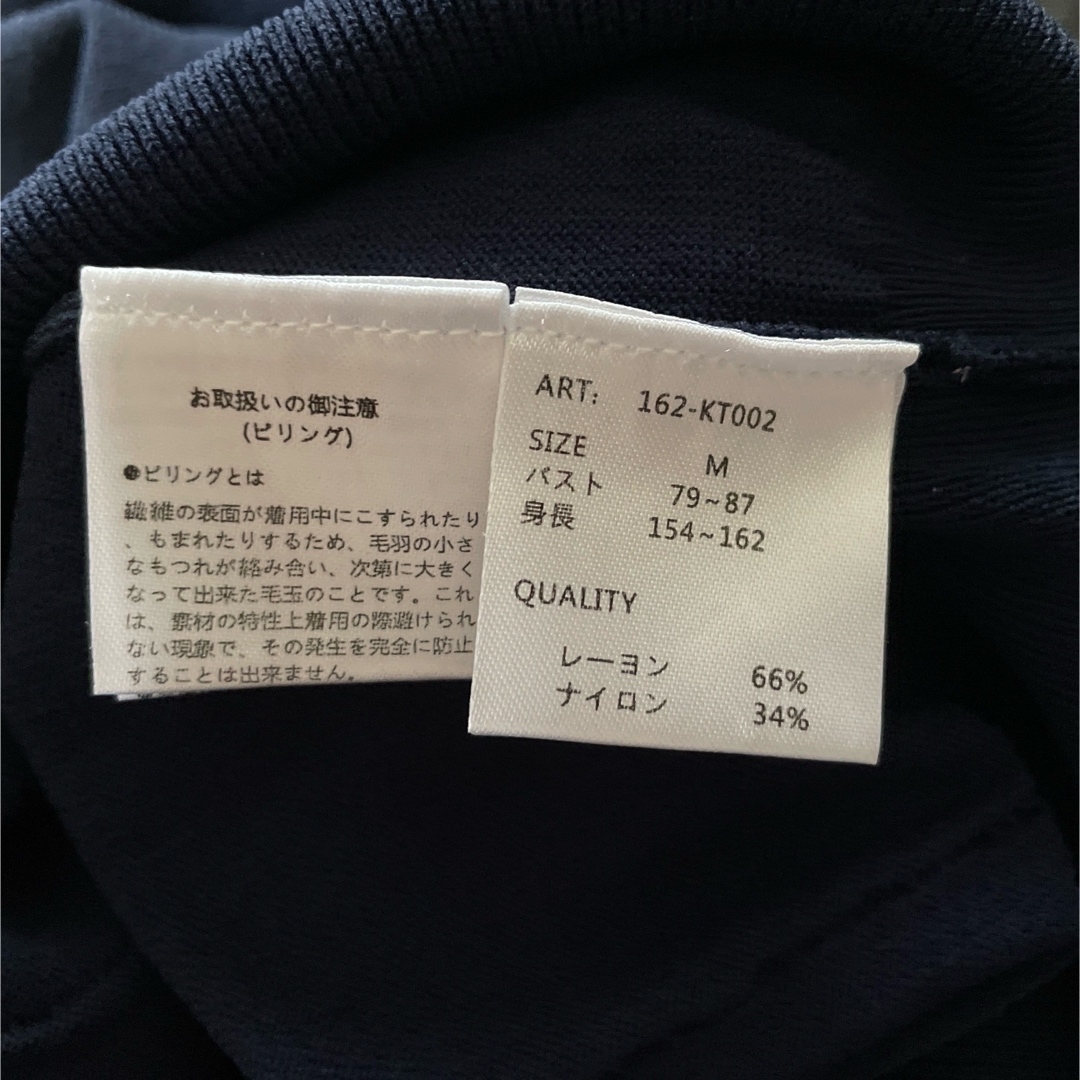 お取扱いの御注意
(ピリング)
●ピリングとは
繊維の表面が着用中にこすられたり
、もまれたりするため、毛羽の小さ
なもつれが絡み合い、次第に大きく
なって出来た毛玉のことです。これ
は、素材の特性上着用の際避けられ
ない現象で、その発生を完全に防止
することは出来ません。
ART: 162-KT002
SIZE M
バスト 79~87
身長 154~162
QUALITY
レーヨン 66%
ナイロン 34%